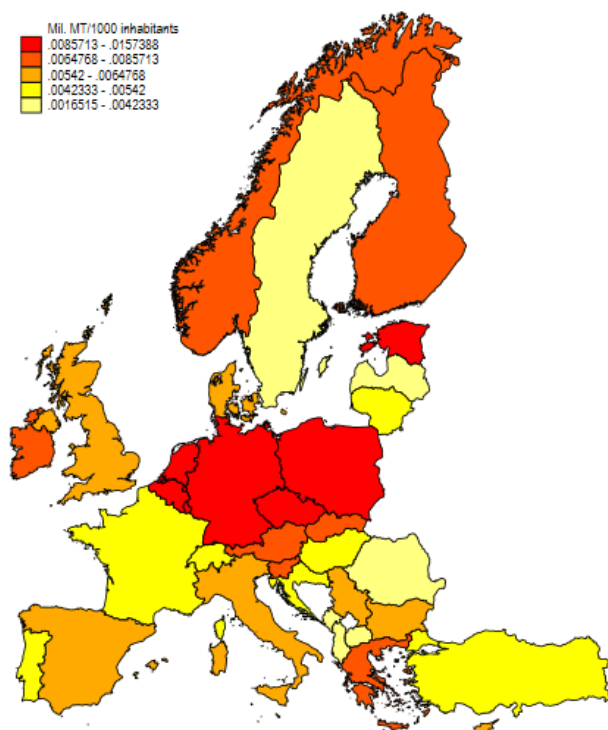 Mil. MT/1000 inhabitants
.0085713 - .0157388
.0064768 - .0085713
.00542 - .0064768
.0042333 - .00542
.0016515 - .0042333